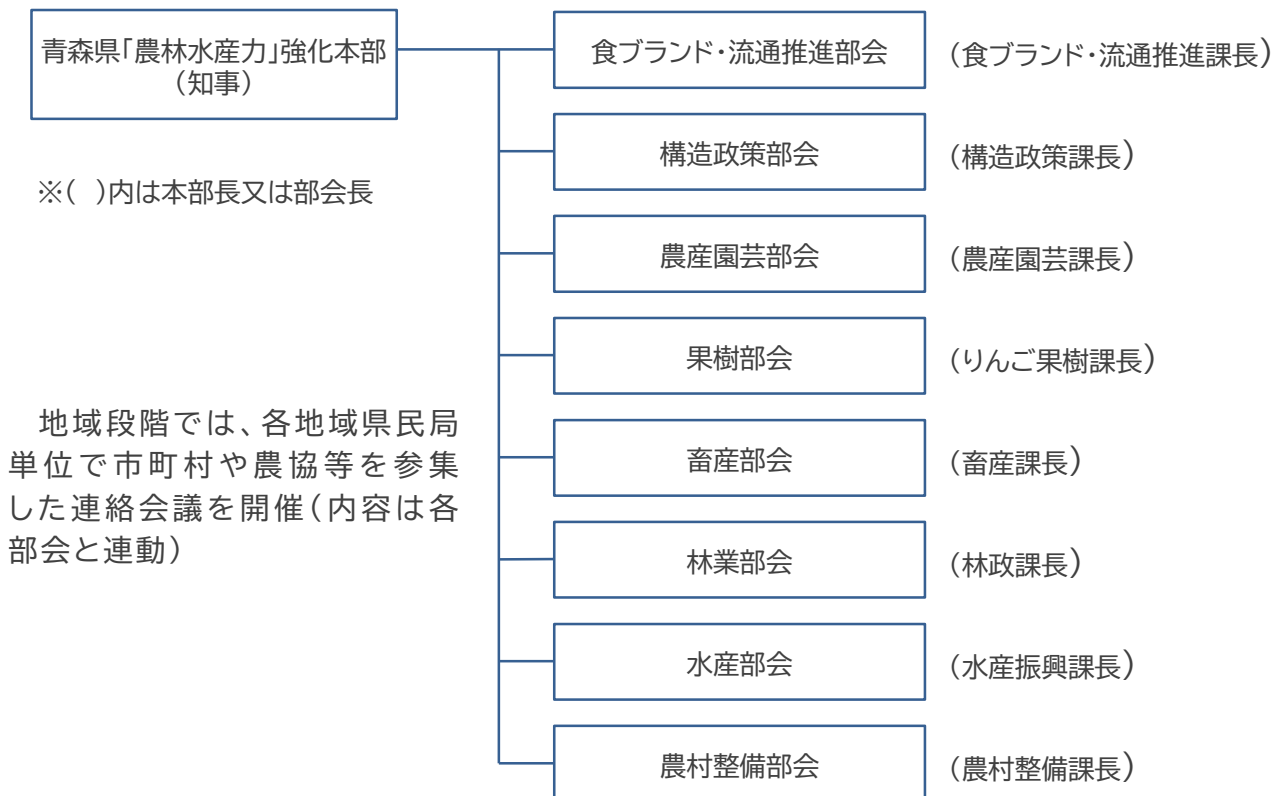 青森県「農林水産力」強化本部
(知事)
※( )内は本部長又は部会長
地域段階では、各地域県民局
単位で市町村や農協等を参集
した連絡会議を開催(内容は各
部会と連動)
食ブランド・流通推進部会
(食ブランド・流通推進課長)
構造政策部会
(構造政策課長)
農産園芸部会
(農産園芸課長)
果樹部会
(りんご果樹課長)
畜産部会
(畜産課長)
林業部会
(林政課長)
水産部会
(水産振興課長)
農村整備部会
(農村整備課長)